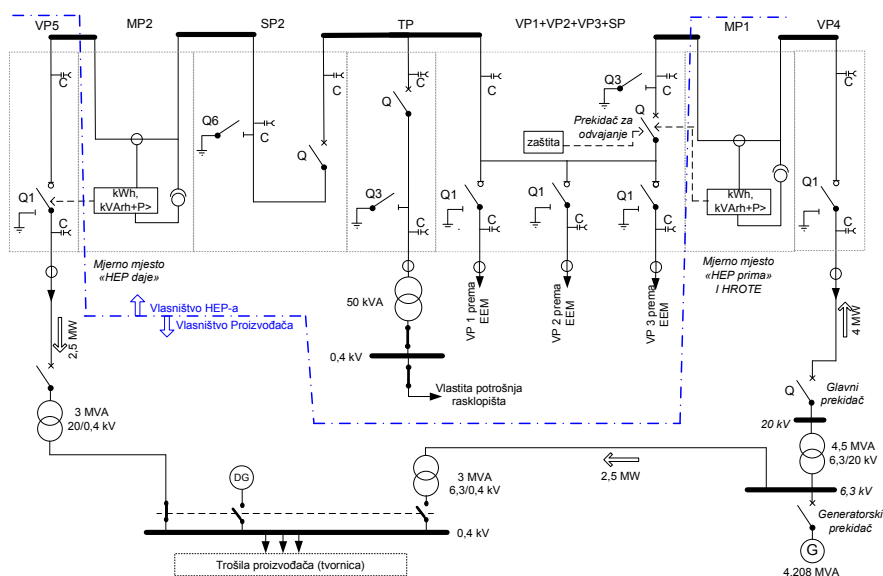 VP5
MP2
SP2
TP
VP1+VP2+VP3+SP
MP1
VP4
C
C
C
C
Q
Q3
C
C
Q6
Q
Q
Prekidač za
odvajanje
zaštita
Q1
kWh,
kVArh+P>
Q3
Q1
Q1
Q1
kWh,
kVArh+P>
Q1
C
C
C
C
C
C
Mjerno mjesto
«HEP daje»
Mjerno mjesto
«HEP prima»
I HROTE
50 kVA
VP 1 prema
EEM
VP 2 prema
EEM
VP 3 prema
EEM
Vlasništvo HEP-a
Vlasništvo Proizvođača
2,5 MW
4 MW
0,4 kV
Vlastita potrošnja
rasklopišta
Q
Glavni
prekidač
3 MVA
20/0,4 kV
20 kV
4,5 MVA
6,3/20 kV
3 MVA
6,3/0,4 kV
2,5 MW
DG
6,3 kV
Generatorski
prekidač
0,4 kV
G
4.208 MVA
Trošila proizvođača (tvornica)